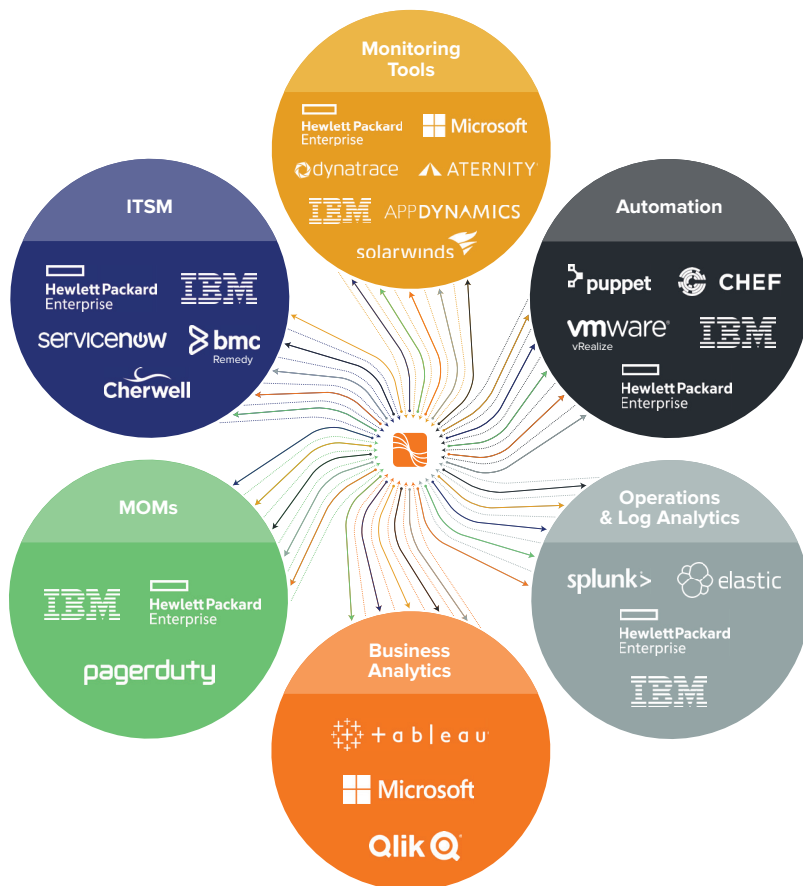 Monitoring
Tools
Hewlett Packard
Enterprise
Microsoft
dynatrace
ATERNITY
IBM
APPDYNAMICS
solarwinds
ITSM
Hewlett Packard
Enterprise
IBM
servicenow
bmc
Remedy
Cherwell
Automation
puppet
CHEF
vmware®
vRealize
IBM
Hewlett Packard
Enterprise
MOMs
IBM
Hewlett Packard
Enterprise
pagerduty
Operations
& Log Analytics
splunk>
elastic
Hewlett Packard
Enterprise
IBM
Business
Analytics
+ableau
Microsoft
Qlik